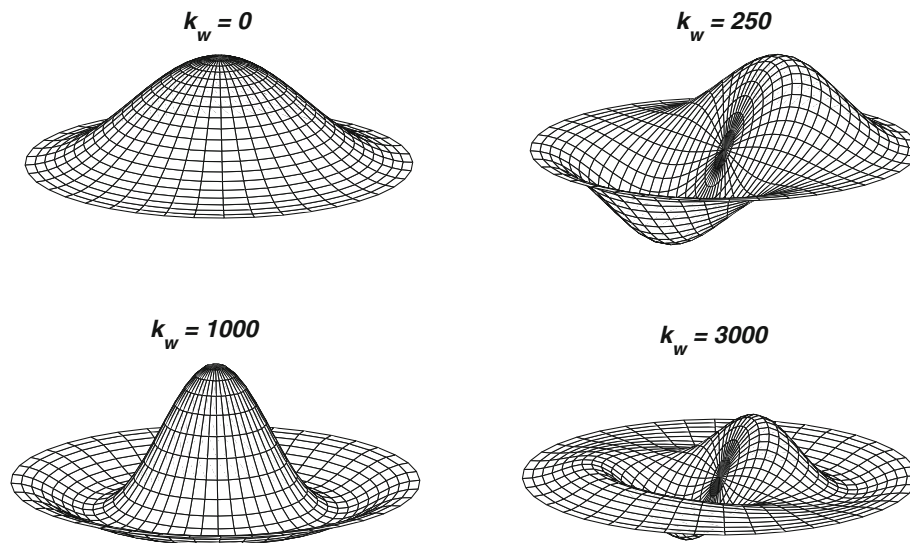 k_w = 0
k_w = 250
k_w = 1000
k_w = 3000